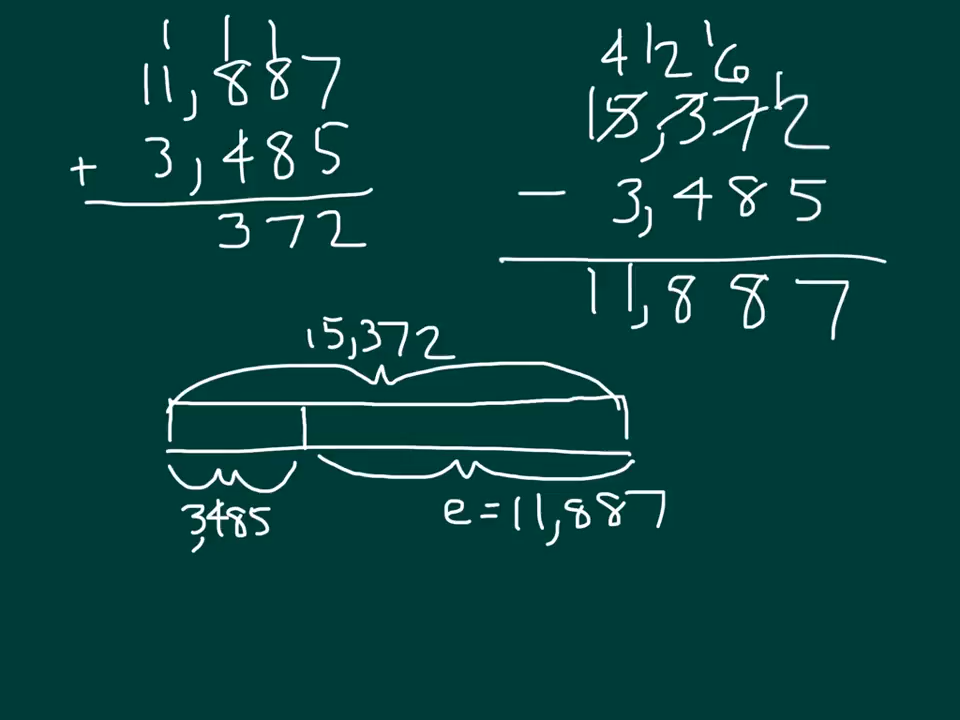 1 1 1
11,887
+ 3,485
372
4 12 16
15,372
- 3,485
11,887
15,372
3,485
e = 11,887